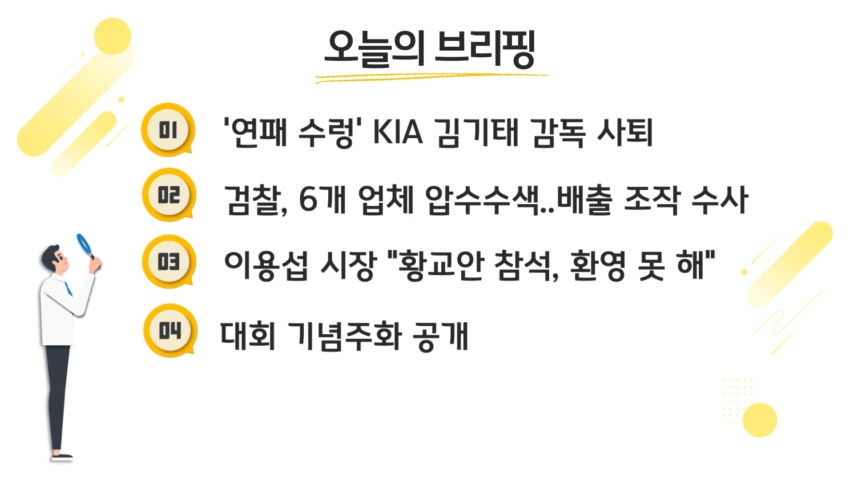 오늘의 브리핑
01 '연패 수렁' KIA 김기태 감독 사퇴
02 검찰, 6개 업체 압수수색..배출 조작 수사
03 이용섭 시장 "황교안 참석, 환영 못 해"
04 대회 기념주화 공개